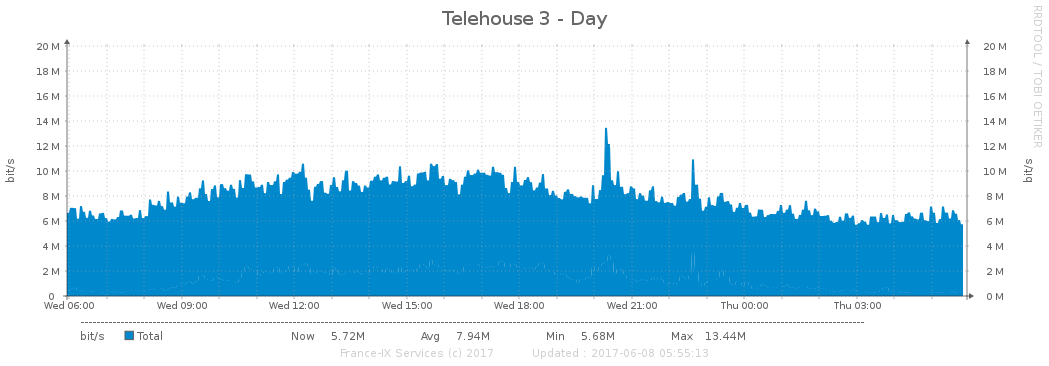 Telehouse 3 - Day
RRDTOOL / TOBI OETIKER
20 M 20 M
18 M 18 M
16 M 16 M
14 M 14 M
12 M 12 M
10 M 10 M
8 M 8 M
6 M 6 M
4 M 4 M
2 M 2 M
0 0 M
bit/s bit/s
Wed 06:00 Wed 09:00 Wed 12:00 Wed 15:00 Wed 18:00 Wed 21:00 Thu 00:00 Thu 03:00
bit/s Total Now 5.72M Avg 7.94M Min 5.68M Max 13.44M
France-IX Services (c) 2017 Updated : 2017-06-08 05:55:13